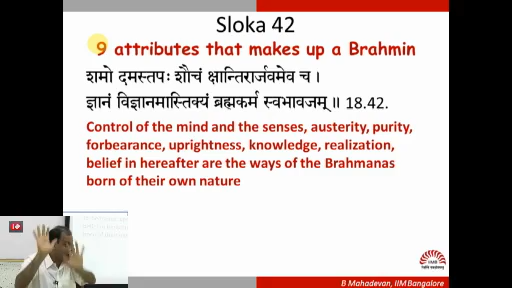 Sloka 42
9 attributes that makes up a Brahmin
शमो दमस्तपः शौचं क्षान्तिरार्जवमेव च ।
ज्ञानं विज्ञानमास्तिक्यं ब्रह्मकर्म स्वभावजम् ॥ 18.42.
Control of the mind and the senses, austerity, purity,
forbearance, uprightness, knowledge, realization,
belief in hereafter are the ways of the Brahmanas
born of their own nature
IIMB
B Mahadevan, IIM Bangalore